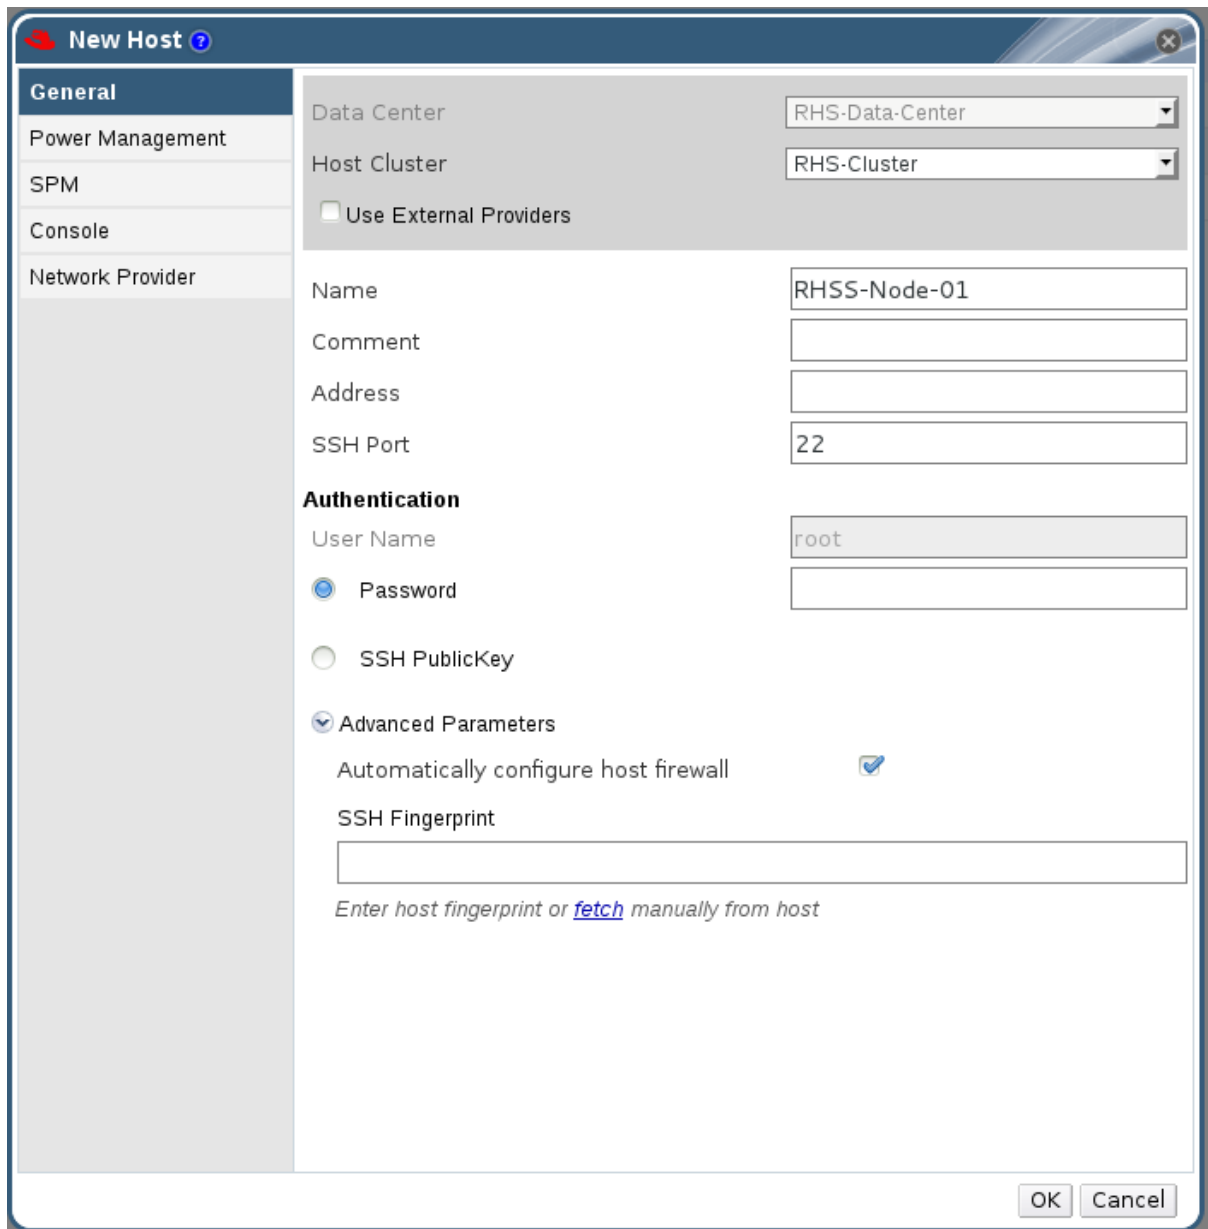 New Host ?
General
Power Management
SPM
Console
Network Provider
Data Center RHS-Data-Center
Host Cluster RHS-Cluster
Use External Providers
Name RHSS-Node-01
Comment
Address
SSH Port 22
Authentication
User Name root
Password
SSH PublicKey
Advanced Parameters
Automatically configure host firewall
SSH Fingerprint
Enter host fingerprint or fetch manually from host
OK Cancel